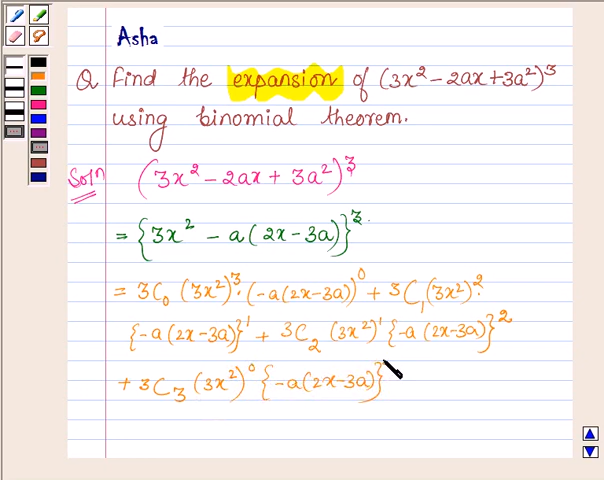 Asha
Q Find the expansion of (3x² - 2ax + 3a²)³
using binomial theorem.
Soln (3x² - 2ax + 3a²)³
= {3x² - a(2x - 3a)}³.
= 3C₀ (3x²)³·(-a(2x-3a))⁰ + 3C₁(3x²)²·
{-a(2x-3a)}¹ + 3C₂ (3x²)¹ {-a(2x-3a)}²
+ 3C₃ (3x²)⁰ {-a(2x-3a)}